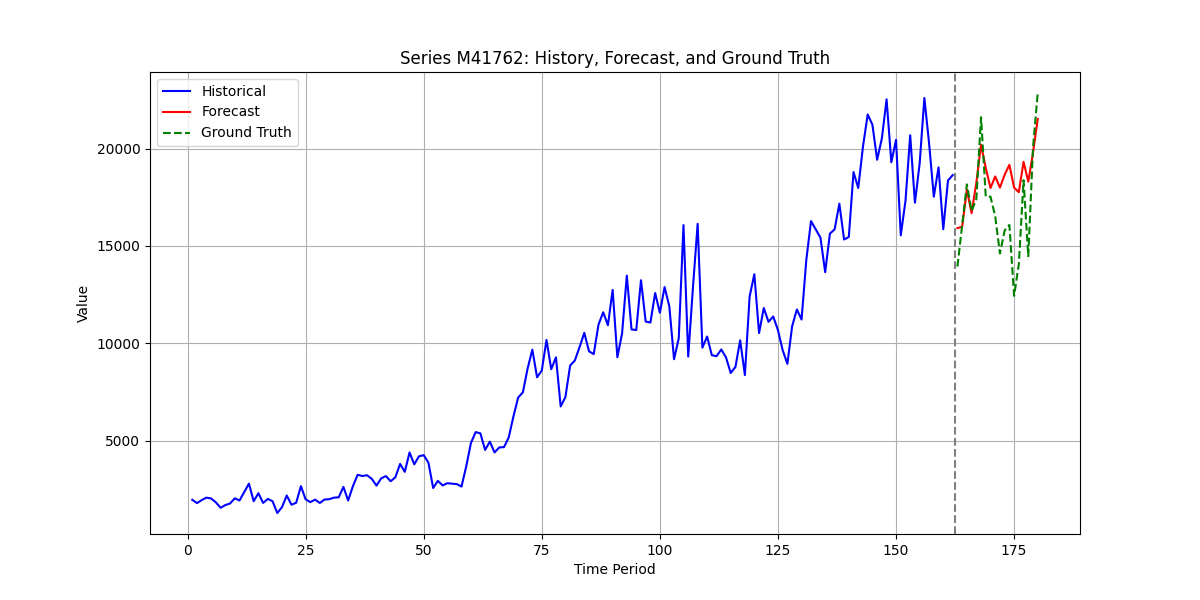 Series M41762: History, Forecast, and Ground Truth
Historical
Forecast
Ground Truth
Value
20000
15000
10000
5000
0 25 50 75 100 125 150 175
Time Period